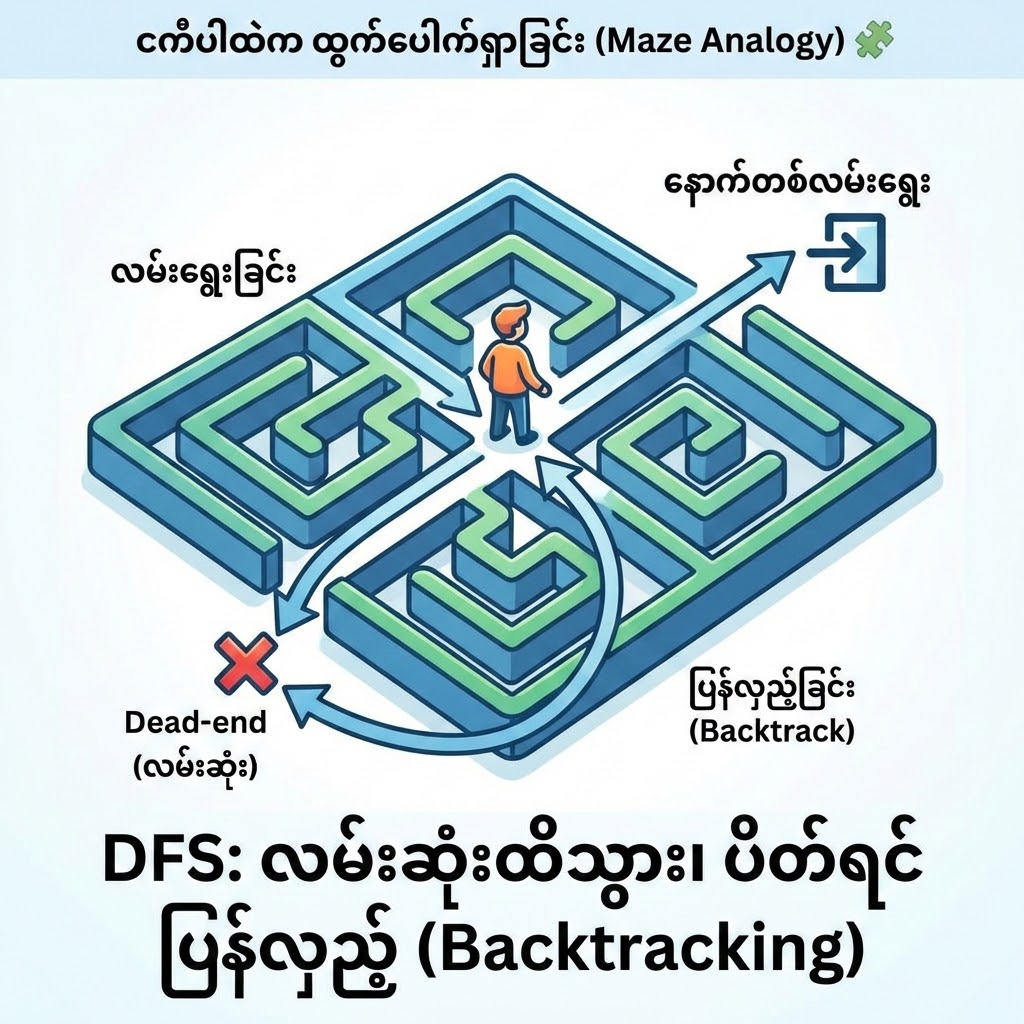 ငကီပါထဲက ထွက်ပေါက်ရှာခြင်း (Maze Analogy)
နောက်တစ်လမ်းရွေး
လမ်းရွေးခြင်း
Dead-end
(လမ်းဆုံး)
ပြန်လှည့်ခြင်း
(Backtrack)
DFS: လမ်းဆုံးထိသွား၊ ပိတ်ရင်
ပြန်လှည့် (Backtracking)